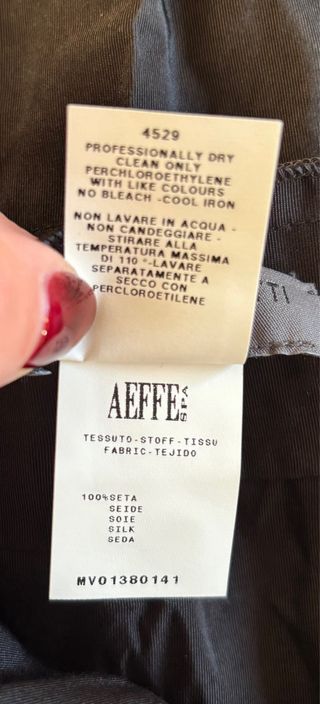 4529
PROFESSIONALLY DRY
CLEAN ONLY
PERCHLOROETHYLENE
WITH LIKE COLOURS
NO BLEACH -COOL IRON
NON LAVARE IN ACQUA -
NON CANDEGGIARE -
STIRARE ALLA
TEMPERATURA MASSIMA
DI 110 °-LAVARE
SEPARATAMENTE A
SECCO CON
PERCLOROETILENE
AEFFE SPA
TESSUTO-STOFF-TISSU
FABRIC-TEJIDO
100%SETA
SEIDE
SOIE
SILK
SEDA
MV01380141